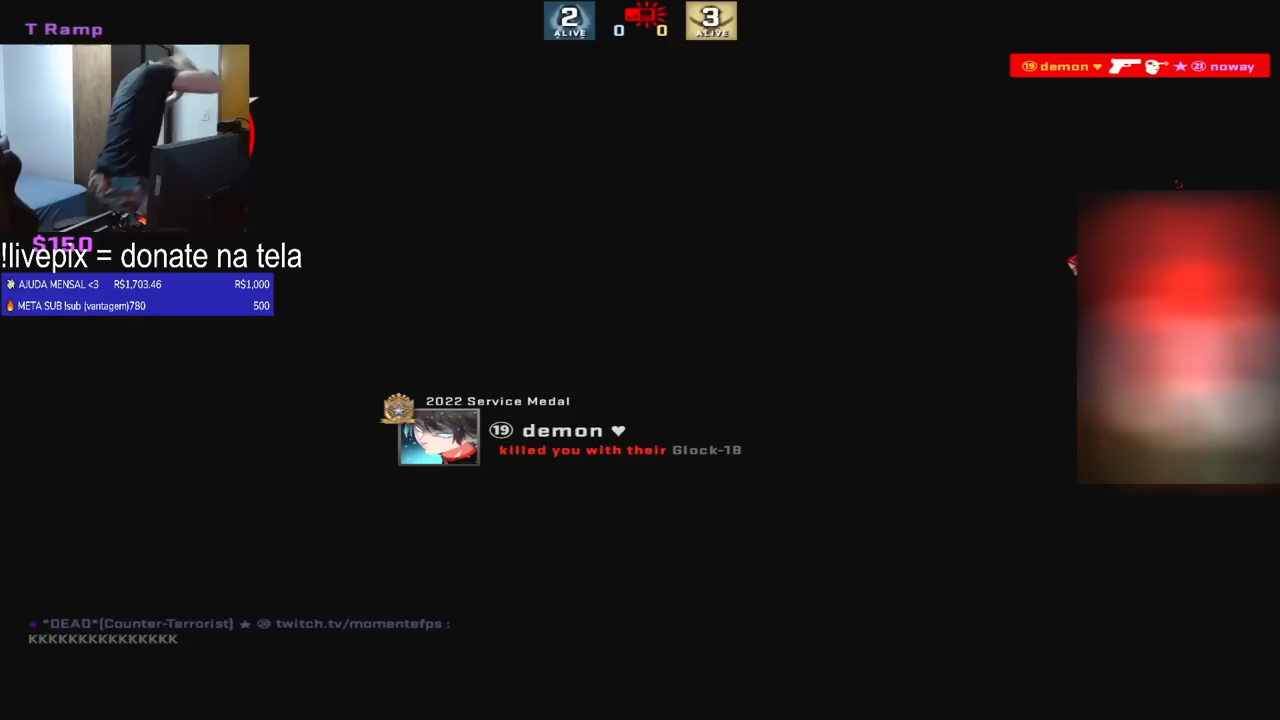 T Ramp
2
ALIVE
0
0
3
ALIVE
19 demon ♥ ★ 21 noway
$150
!livepix = donate na tela
AJUDA MENSAL <3 R$1,703.46 R$1,000
META SUB !sub (vantagem)780 500
2022 Service Medal
19 demon ♥
killed you with their Glock-18
*DEAD*(Counter-Terrorist) ★ twitch.tv/momentefps :
KKKKKKKKKKKKKKK